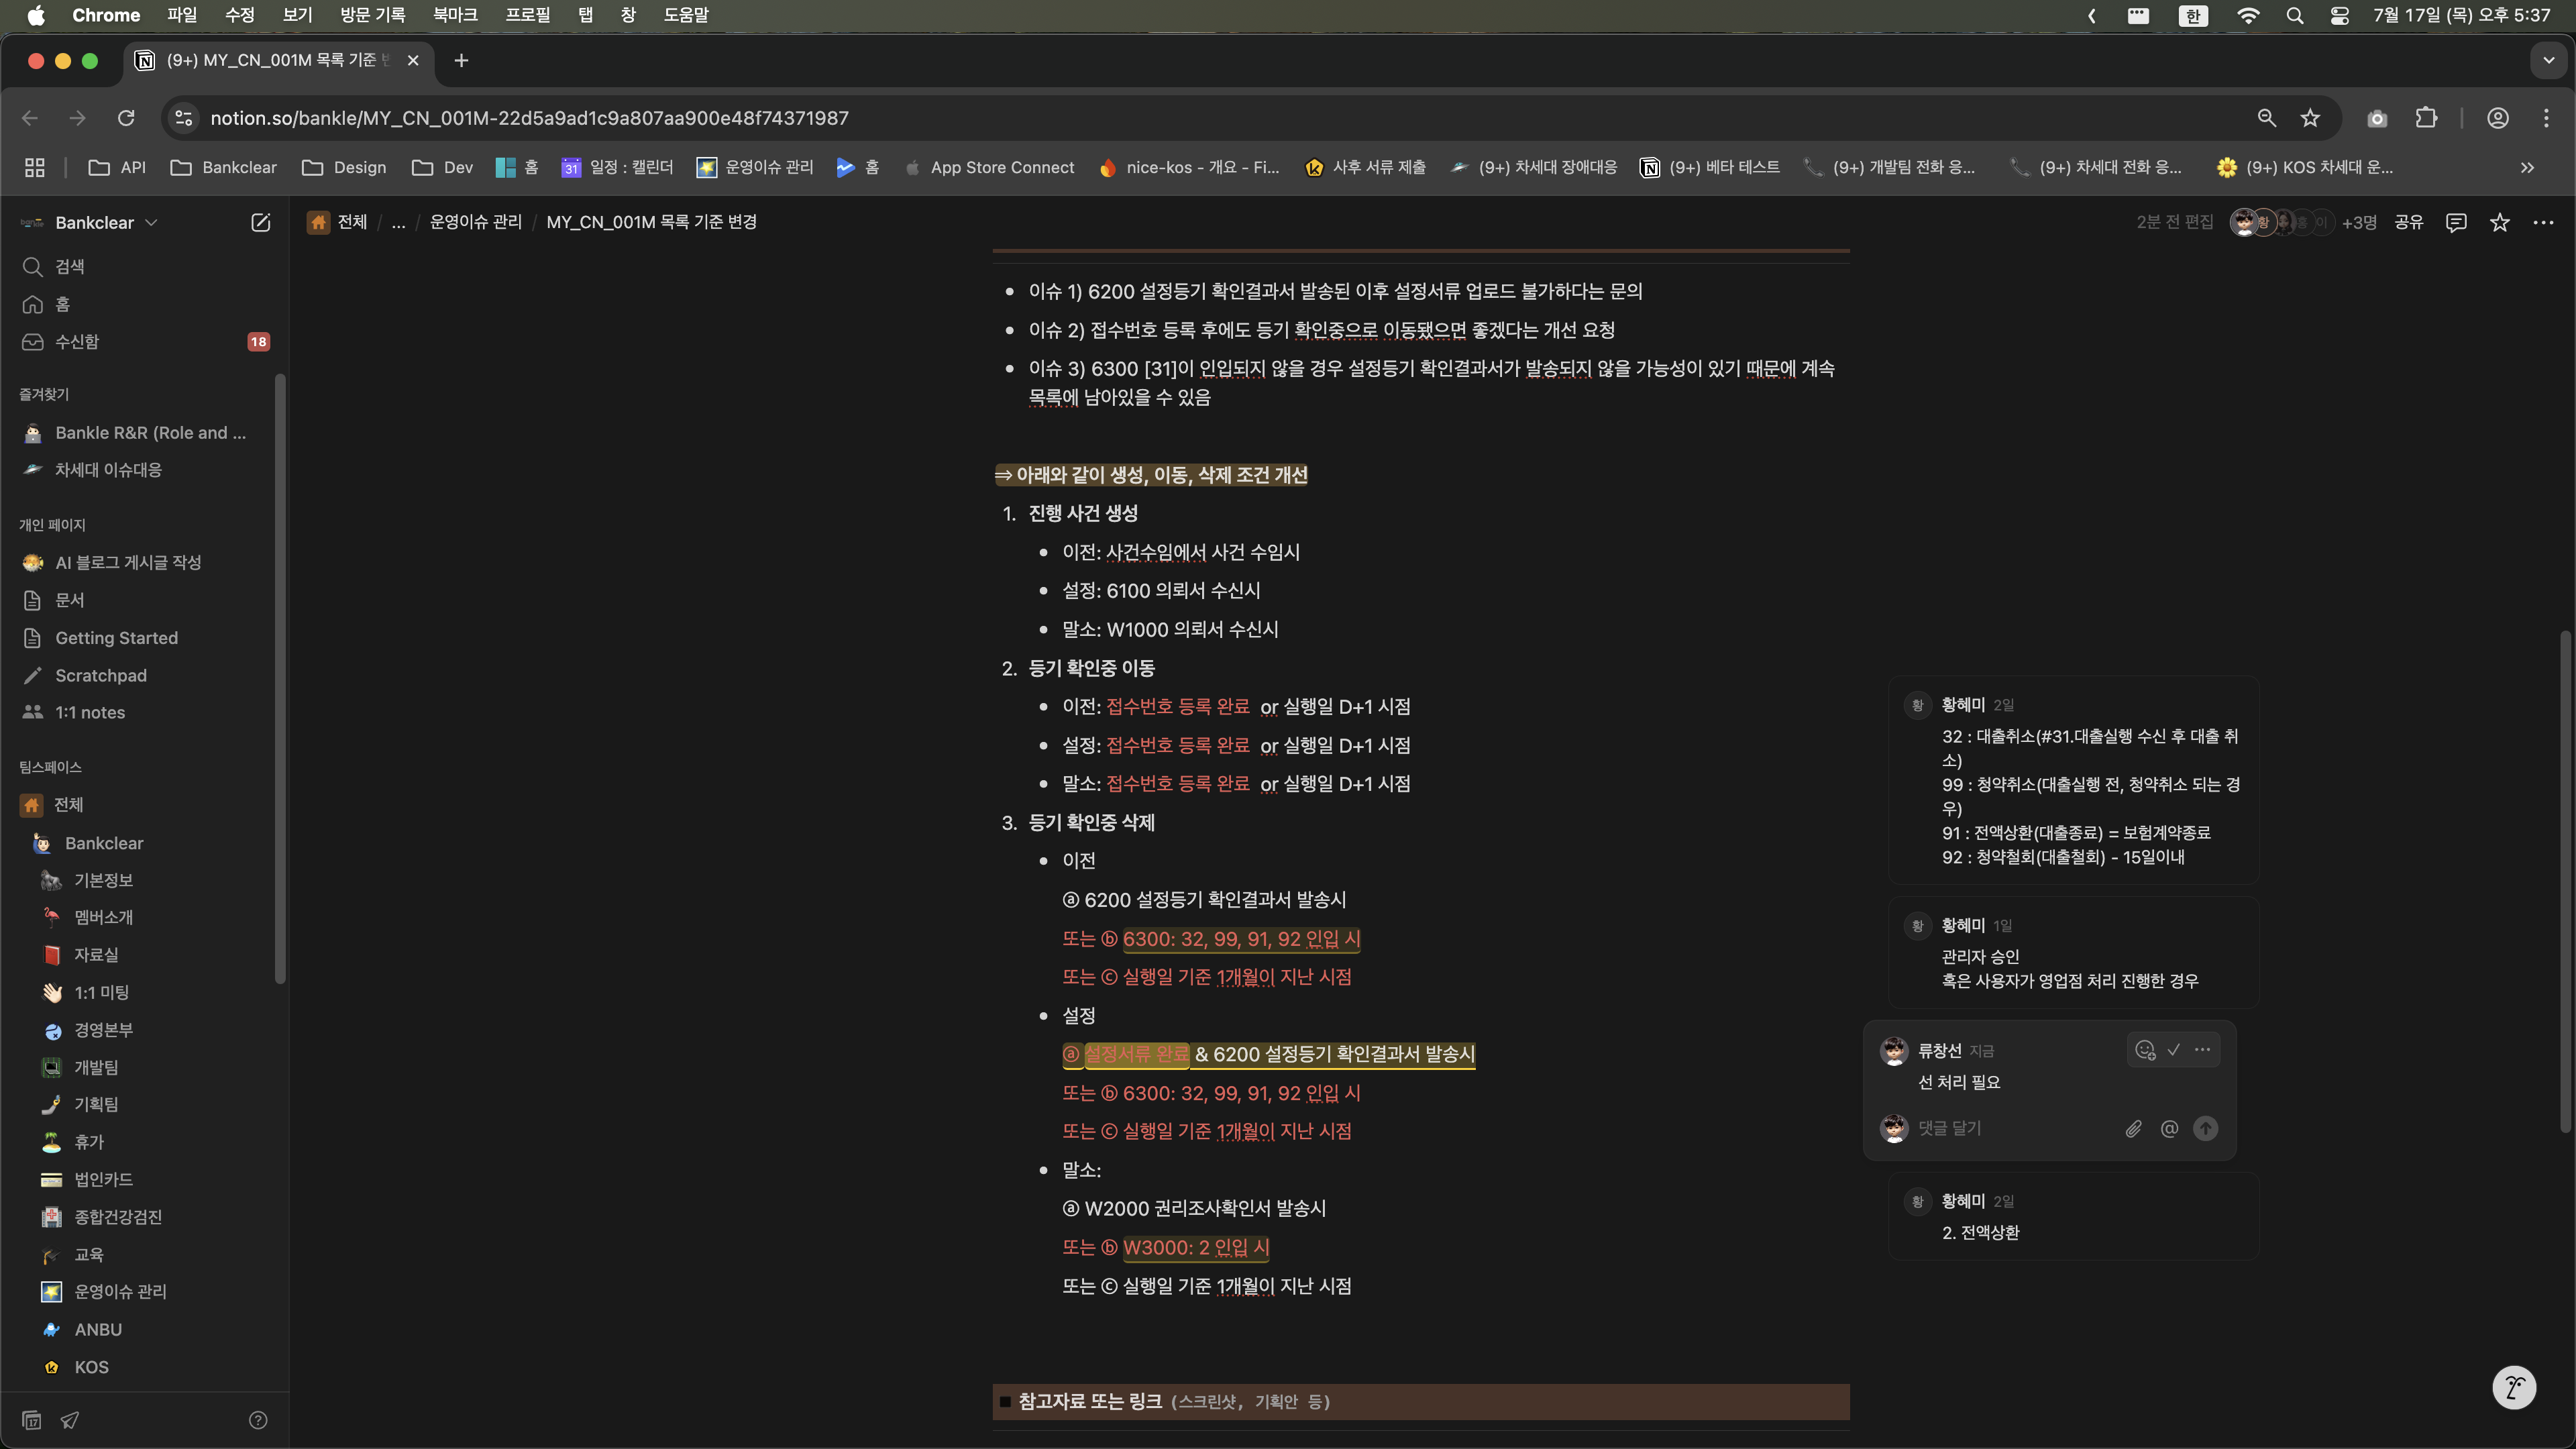 Chrome 파일 수정 보기 방문 기록 북마크 프로필 탭 창 도움말 한 7월 17일 (목) 오후 5:37
(9+) MY_CN_001M 목록 기준
notion.so/bankle/MY_CN_001M-22d5a9ad1c9a807aa900e48f74371987
API Bankclear Design Dev 홈 31 일정 : 캘린더 운영이슈 관리 홈 App Store Connect nice-kos - 개요 - Fi... 사후 서류 제출 (9+) 차세대 장애대응 (9+) 베타 테스트 (9+) 개발팀 전화 응... (9+) 차세대 전화 응... (9+) KOS 차세대 운...
Bankclear
검색
홈
수신함 18
즐겨찾기
Bankle R&R (Role and ...
차세대 이슈대응
개인 페이지
AI 블로그 게시글 작성
문서
Getting Started
Scratchpad
1:1 notes
팀스페이스
전체
Bankclear
기본정보
멤버소개
자료실
1:1 미팅
경영본부
개발팀
기획팀
휴가
법인카드
종합건강검진
교육
운영이슈 관리
ANBU
KOS
17
전체 / ... / 운영이슈 관리 / MY_CN_001M 목록 기준 변경
2분 전 편집 황 홍 이 +3명 공유
• 이슈 1) 6200 설정등기 확인결과서 발송된 이후 설정서류 업로드 불가하다는 문의
• 이슈 2) 접수번호 등록 후에도 등기 확인중으로 이동됐으면 좋겠다는 개선 요청
• 이슈 3) 6300 [31]이 인입되지 않을 경우 설정등기 확인결과서가 발송되지 않을 가능성이 있기 때문에 계속
목록에 남아있을 수 있음
⇒ 아래와 같이 생성, 이동, 삭제 조건 개선
1. 진행 사건 생성
• 이전: 사건수임에서 사건 수임시
• 설정: 6100 의뢰서 수신시
• 말소: W1000 의뢰서 수신시
2. 등기 확인중 이동
• 이전: 접수번호 등록 완료 or 실행일 D+1 시점
• 설정: 접수번호 등록 완료 or 실행일 D+1 시점
• 말소: 접수번호 등록 완료 or 실행일 D+1 시점
3. 등기 확인중 삭제
• 이전
ⓐ 6200 설정등기 확인결과서 발송시
또는 ⓑ 6300: 32, 99, 91, 92 인입 시
또는 ⓒ 실행일 기준 1개월이 지난 시점
• 설정
ⓐ 설정서류 완료 & 6200 설정등기 확인결과서 발송시
또는 ⓑ 6300: 32, 99, 91, 92 인입 시
또는 ⓒ 실행일 기준 1개월이 지난 시점
• 말소:
ⓐ W2000 권리조사확인서 발송시
또는 ⓑ W3000: 2 인입 시
또는 ⓒ 실행일 기준 1개월이 지난 시점
참고자료 또는 링크 (스크린샷, 기획안 등)
황 황혜미 2일
32 : 대출취소(#31.대출실행 수신 후 대출 취
소)
99 : 청약취소(대출실행 전, 청약취소 되는 경
우)
91 : 전액상환(대출종료) = 보험계약종료
92 : 청약철회(대출철회) - 15일이내
황 황혜미 1일
관리자 승인
혹은 사용자가 영업점 처리 진행한 경우
류창선 지금
선 처리 필요
댓글 달기
황 황혜미 2일
2. 전액상환